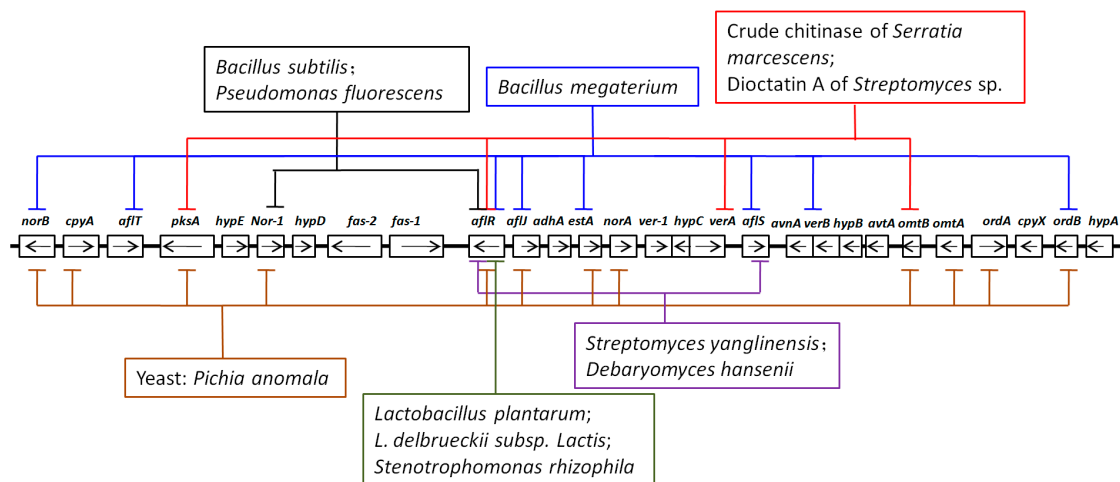 Crude chitinase of Serratia
marcescens;
Dioctatin A of Streptomyces sp.
Bacillus subtilis;
Pseudomonas fluorescens
Bacillus megaterium
norB cpyA aflT pksA hypE Nor-1 hypD fas-2 fas-1 aflR aflJ adhA estA norA ver-1 hypC verA aflS avnA verB hypB avtA omtB omtA ordA cpyX ordB hypA
Yeast: Pichia anomala
Streptomyces yanglinensis;
Debaryomyces hansenii
Lactobacillus plantarum;
L. delbrueckii subsp. Lactis;
Stenotrophomonas rhizophila